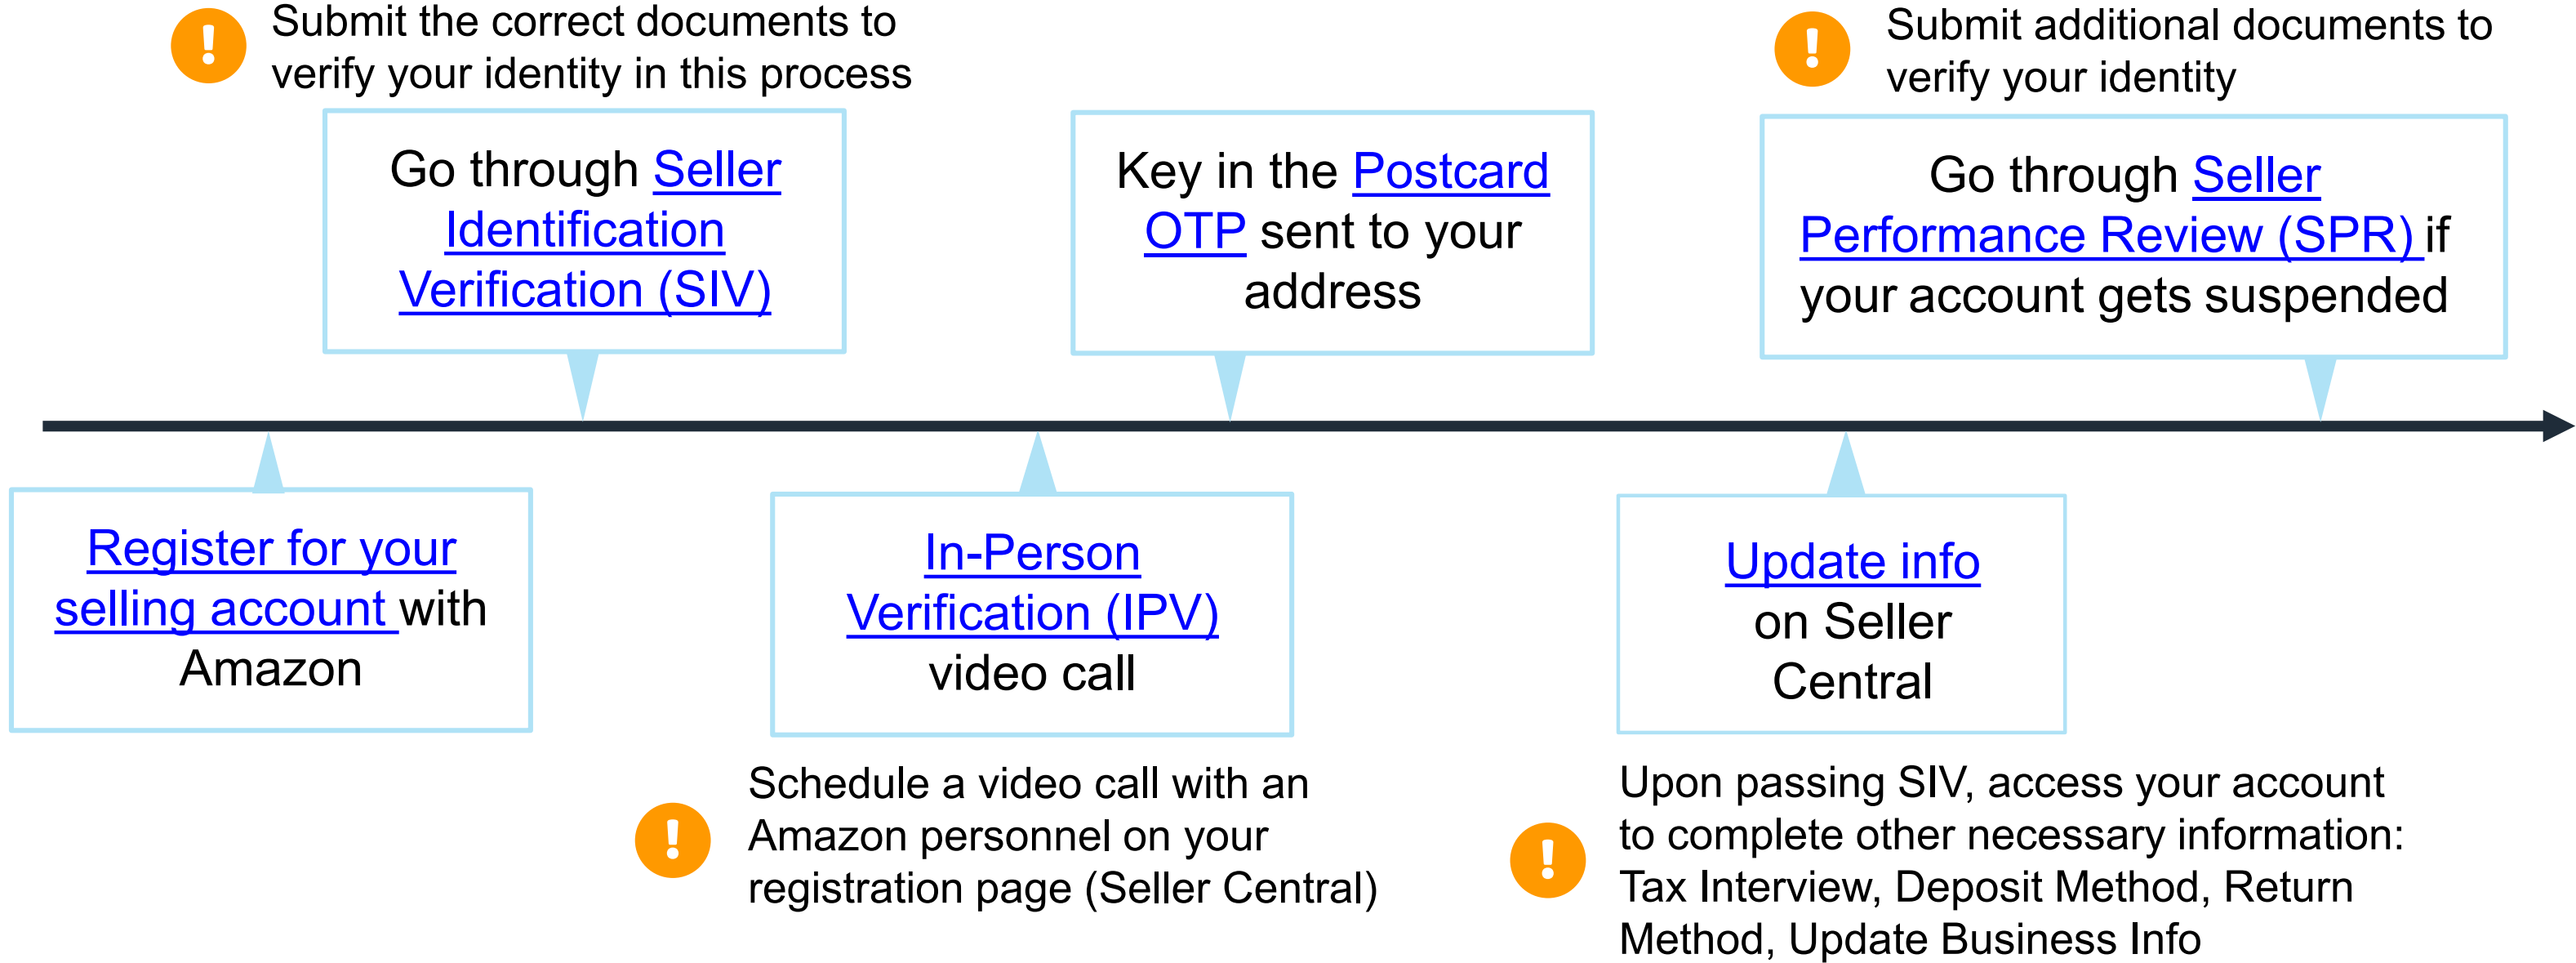 Submit the correct documents to
verify your identity in this process
Go through Seller
Identification
Verification (SIV)
Key in the Postcard
OTP sent to your
address
Submit additional documents to
verify your identity
Go through Seller
Performance Review (SPR) if
your account gets suspended
Register for your
selling account with
Amazon
In-Person
Verification (IPV)
video call
Schedule a video call with an
Amazon personnel on your
registration page (Seller Central)
Update info
on Seller
Central
Upon passing SIV, access your account
to complete other necessary information:
Tax Interview, Deposit Method, Return
Method, Update Business Info